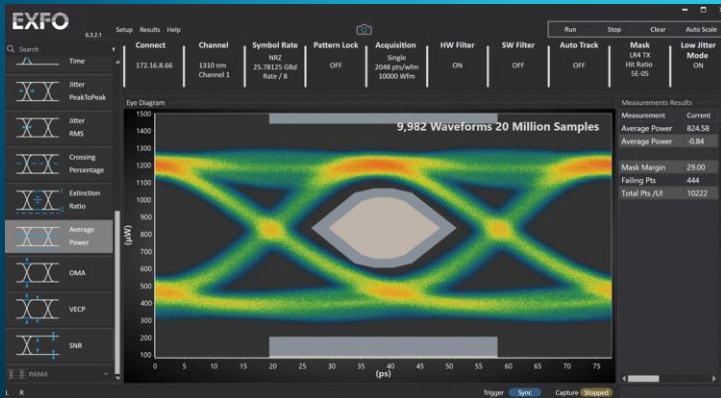 EXFO
6.3.2.1
Setup Results Help
Run Stop Clear Auto Scale
Search
Connect
172.16.8.66
Channel
1310 nm
Channel 1
Symbol Rate
NRZ
25.78125 GBd
Rate / 8
Pattern Lock
OFF
Acquisition
Single
2048 pts/wfm
10000 Wfm
HW Filter
ON
SW Filter
OFF
Auto Track
OFF
Mask
LR4 TX
Hit Ratio
5E-05
Low Jitter
Mode
ON
Time
Jitter
PeakToPeak
Jitter
RMS
Crossing
Percentage
Extinction
Ratio
Average
Power
OMA
VECP
SNR
PAM4
Eye Diagram
9,982 Waveforms 20 Million Samples
(μW)
1500
1400
1300
1200
1100
1000
900
800
700
600
500
400
300
200
100
0 5 10 15 20 25 30 35 40 45 50 55 60 65 70 75
(ps)
Measurements Results
Measurement Current
Average Power 824.58
Average Power -0.84
Mask Margin 29.00
Failing Pts 444
Total Pts /UI 10222
L R
Trigger Sync Capture Stopped